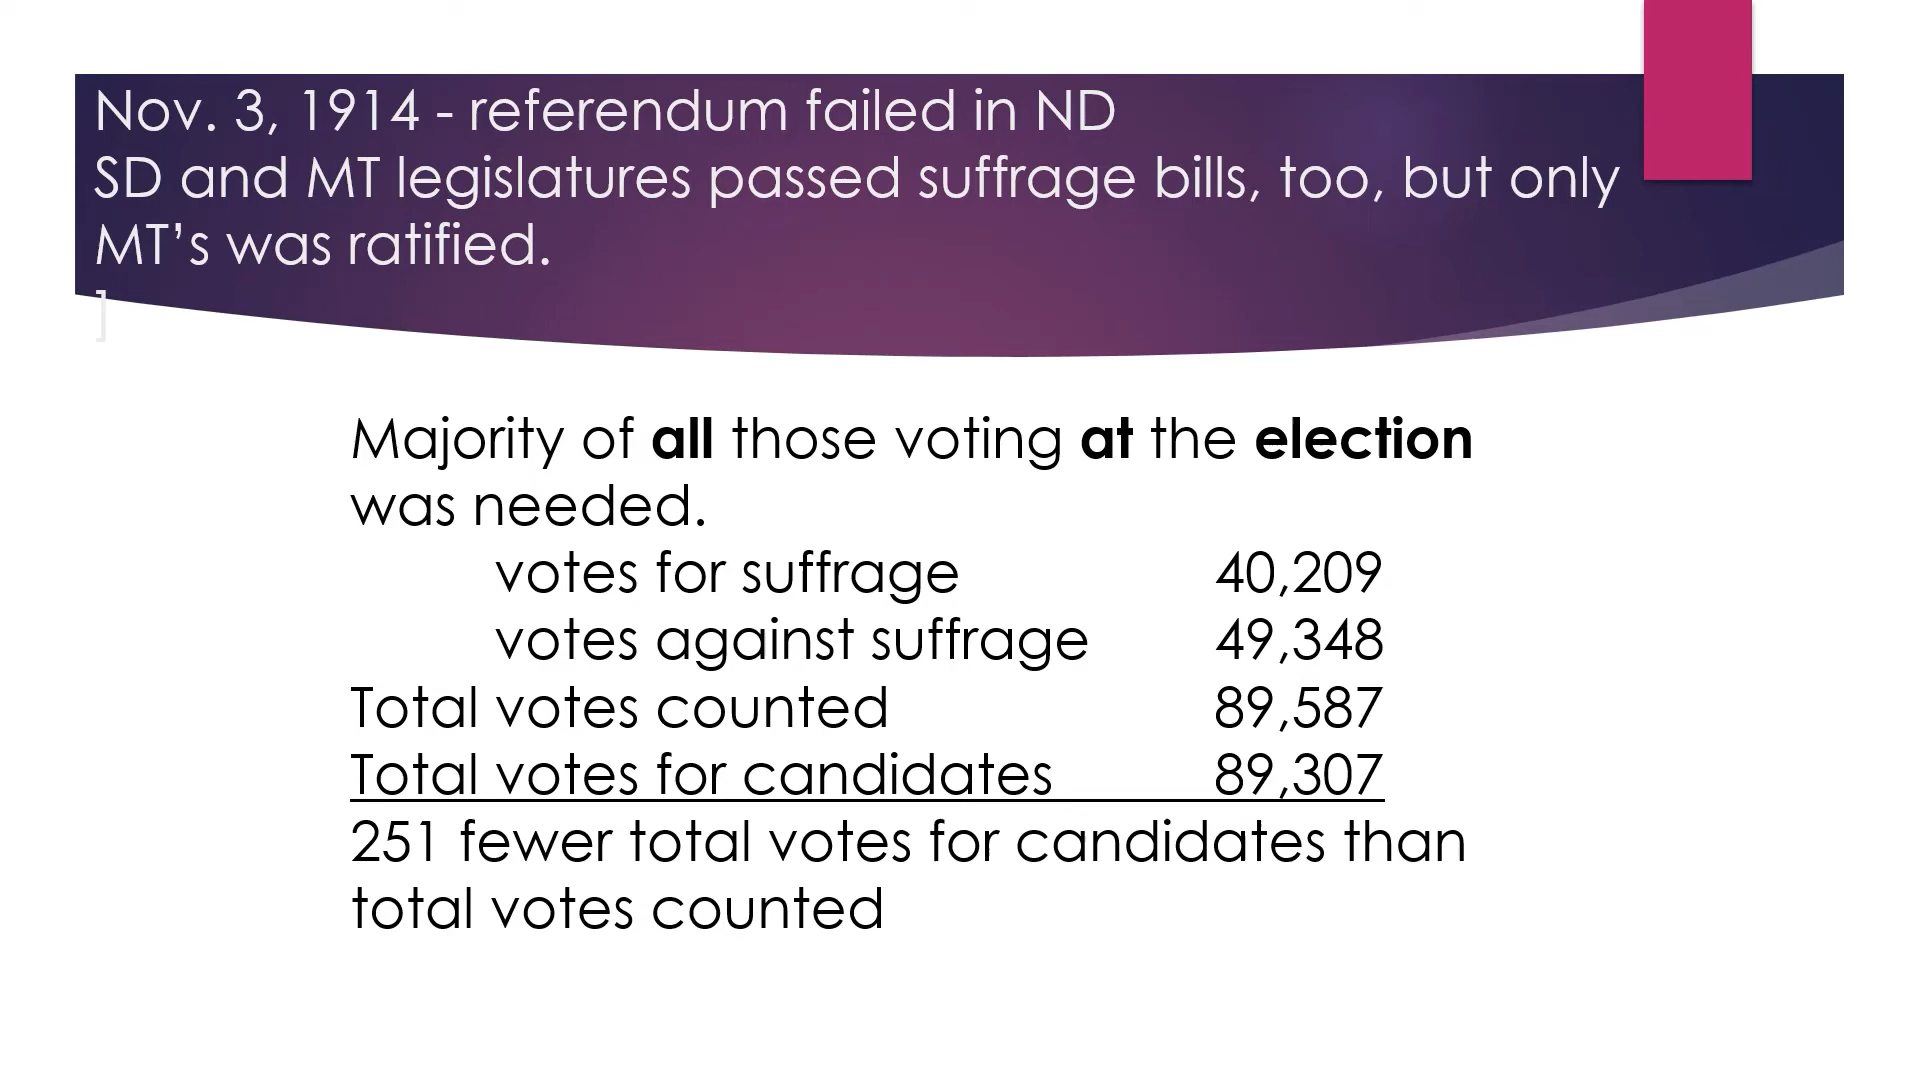 Nov. 3, 1914 - referendum failed in ND
SD and MT legislatures passed suffrage bills, too, but only
MT’s was ratified.
]
Majority of all those voting at the election
was needed.
votes for suffrage 40,209
votes against suffrage 49,348
Total votes counted 89,587
Total votes for candidates 89,307
251 fewer total votes for candidates than
total votes counted